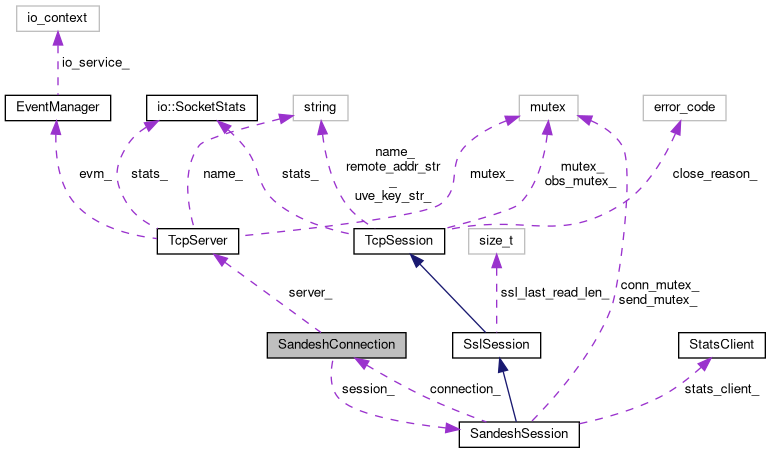 io_context
io_service_
EventManager
io::SocketStats
string
mutex
error_code
evm_
stats_
name_
stats_
name_
remote_addr_str
_
uve_key_str_
mutex_
mutex_
obs_mutex_
close_reason_
TcpServer
TcpSession
size_t
server_
ssl_last_read_len_
conn_mutex_
send_mutex_
SandeshConnection
SslSession
StatsClient
session_
connection_
stats_client_
SandeshSession